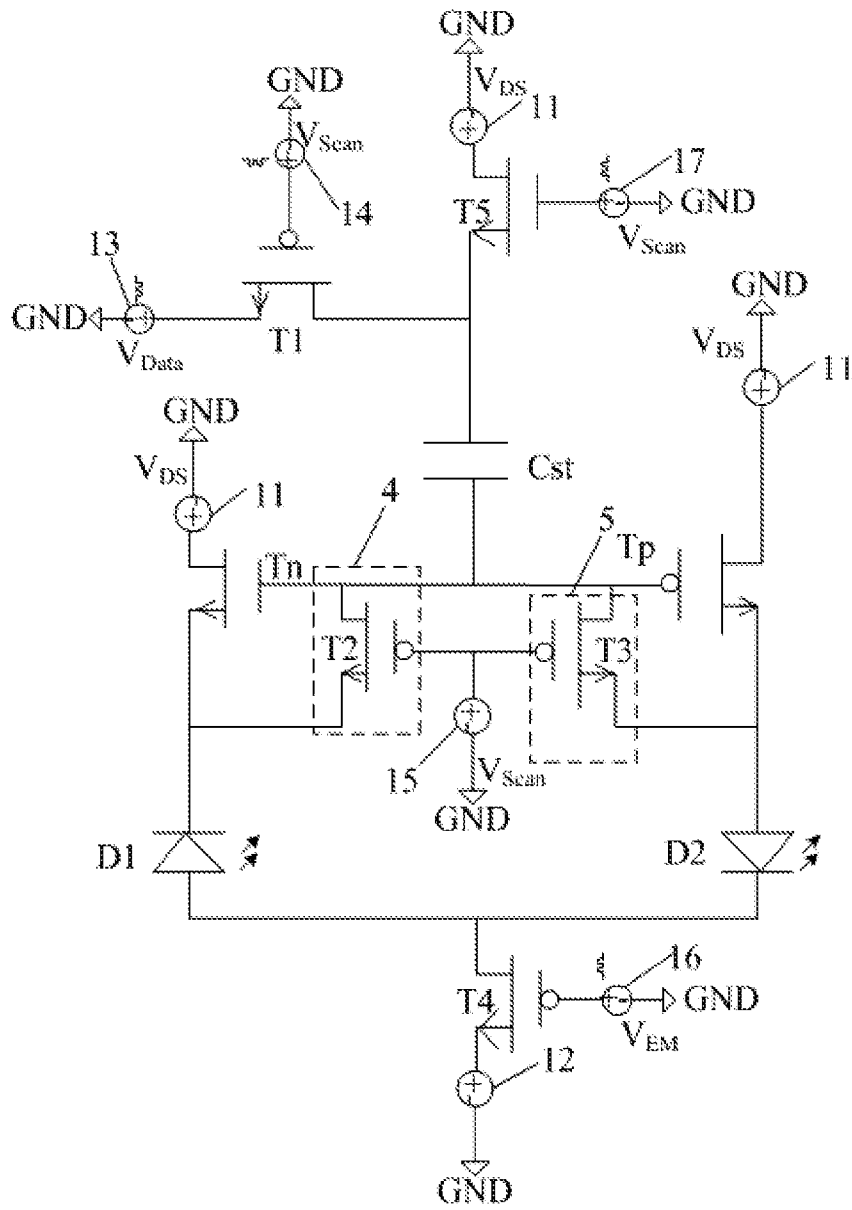 GND
V_DS
11
GND
V_Scan
14
17
T5
GND
V_Scan
13
GND
V_Data
T1
GND
V_DS
11
GND
V_DS
11
Cst
4
5
Tn
Tp
T2
T3
15
V_Scan
GND
D1
D2
T4
16
GND
V_EM
12
GND